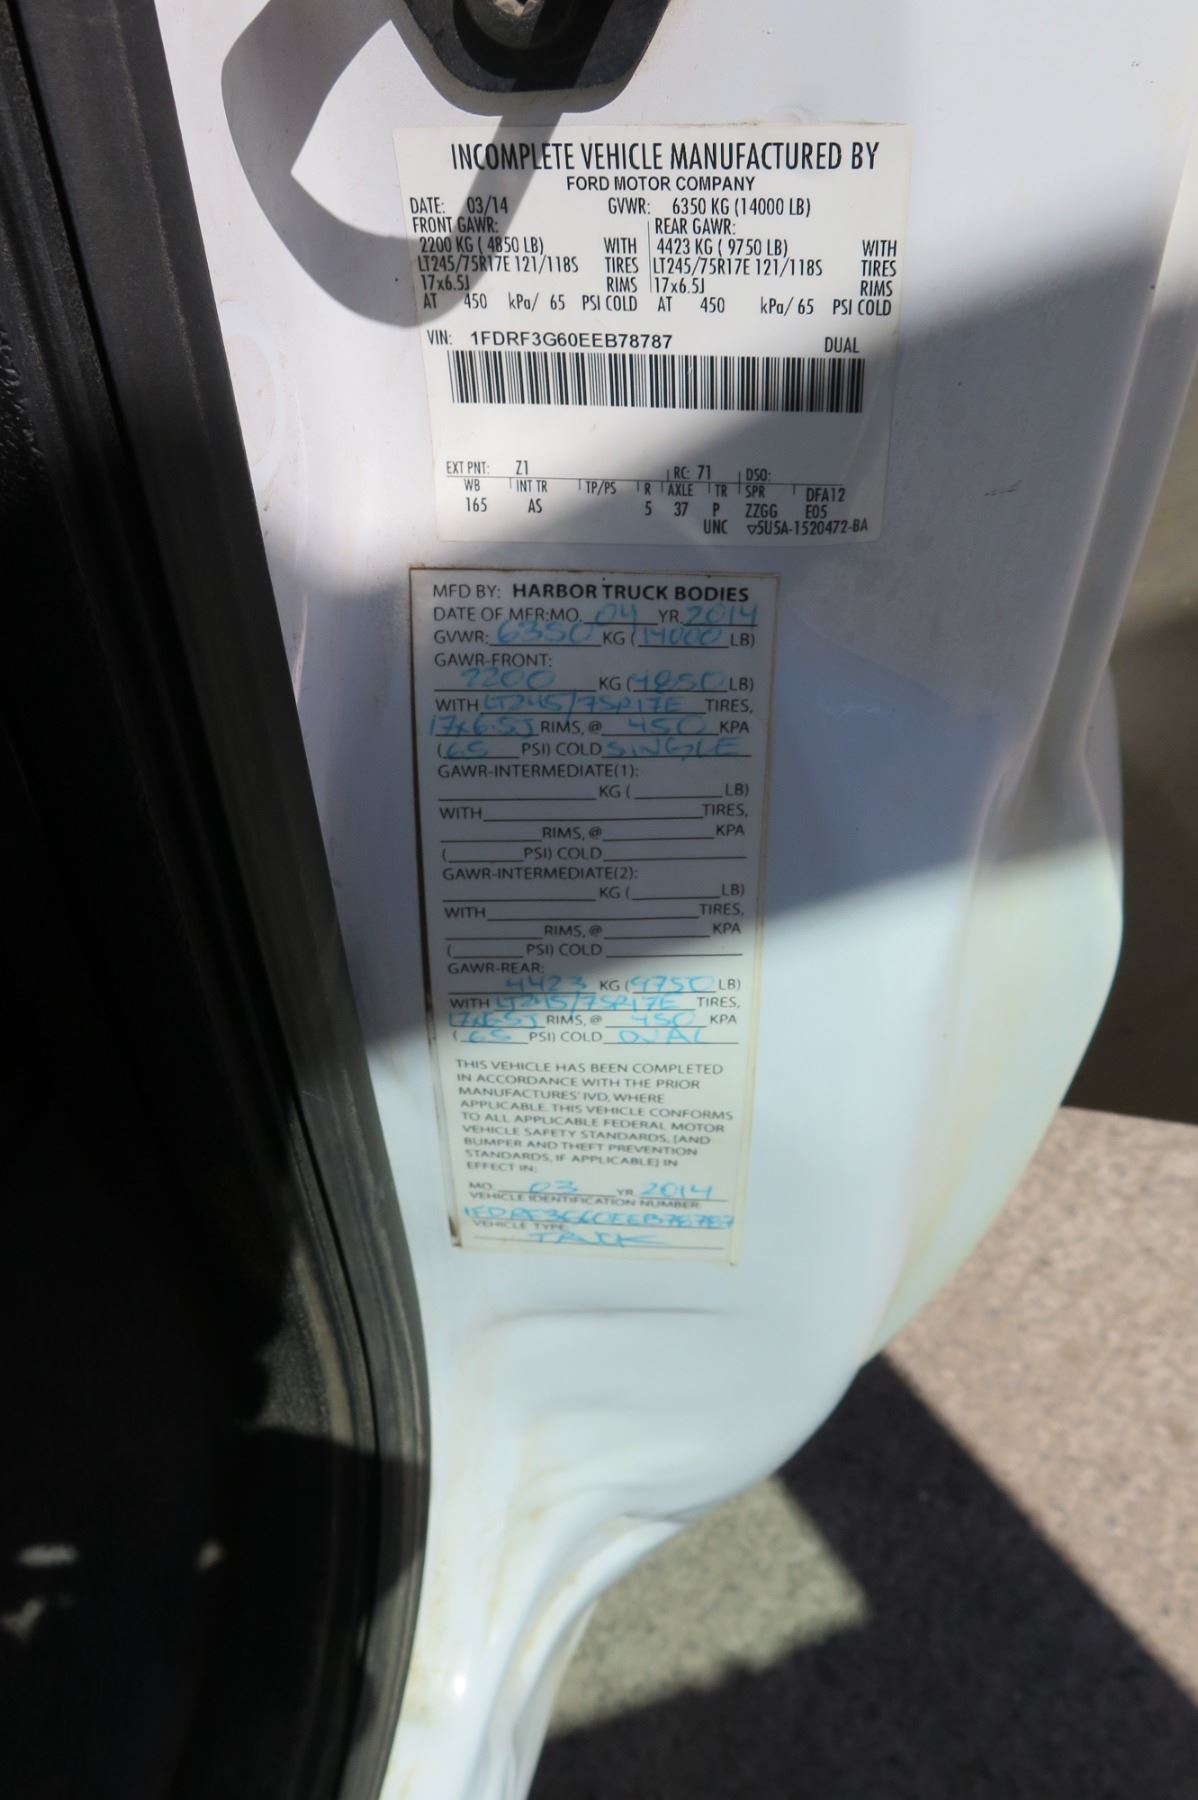 INCOMPLETE VEHICLE MANUFACTURED BY
FORD MOTOR COMPANY
DATE: 03/14 GVWR: 6350 KG (14000 LB)
FRONT GAWR: REAR GAWR:
2200 KG ( 4850 LB) WITH 4423 KG ( 9750 LB) WITH
LT245/75R17E 121/118S TIRES LT245/75R17E 121/118S TIRES
17x6.5J RIMS 17x6.5J RIMS
AT 450 kPa/ 65 PSI COLD AT 450 kPa/ 65 PSI COLD
VIN: 1FDRF3G60EEB78787 DUAL
EXT PNT: Z1 RC: 71 DSO:
WB INT TR TP/PS R AXLE TR SPR DFA12
165 AS 5 37 P ZZGG E05
UNC ▽5U5A-1520472-BA
MFD BY: HARBOR TRUCK BODIES
DATE OF MFR:MO. 04 YR. 2014
GVWR: 6350 KG ( 14000 LB)
GAWR-FRONT:
2200 KG ( 4850 LB)
WITH LT245/75R17E TIRES,
17x6.5J RIMS, @ 450 KPA
( 65 PSI) COLD SINGLE
GAWR-INTERMEDIATE(1):
KG ( LB)
WITH TIRES,
RIMS, @ KPA
( PSI) COLD
GAWR-INTERMEDIATE(2):
KG ( LB)
WITH TIRES,
RIMS, @ KPA
( PSI) COLD
GAWR-REAR:
4423 KG ( 9750 LB)
WITH LT245/75R17E TIRES,
17x6.5J RIMS, @ 450 KPA
( 65 PSI) COLD DUAL
THIS VEHICLE HAS BEEN COMPLETED
IN ACCORDANCE WITH THE PRIOR
MANUFACTURES' IVD, WHERE
APPLICABLE. THIS VEHICLE CONFORMS
TO ALL APPLICABLE FEDERAL MOTOR
VEHICLE SAFETY STANDARDS, [AND
BUMPER AND THEFT PREVENTION
STANDARDS, IF APPLICABLE] IN
EFFECT IN:
MO. 03 YR. 2014
VEHICLE IDENTIFICATION NUMBER:
1FDRF3G60EEB78787
VEHICLE TYPE
TRUCK